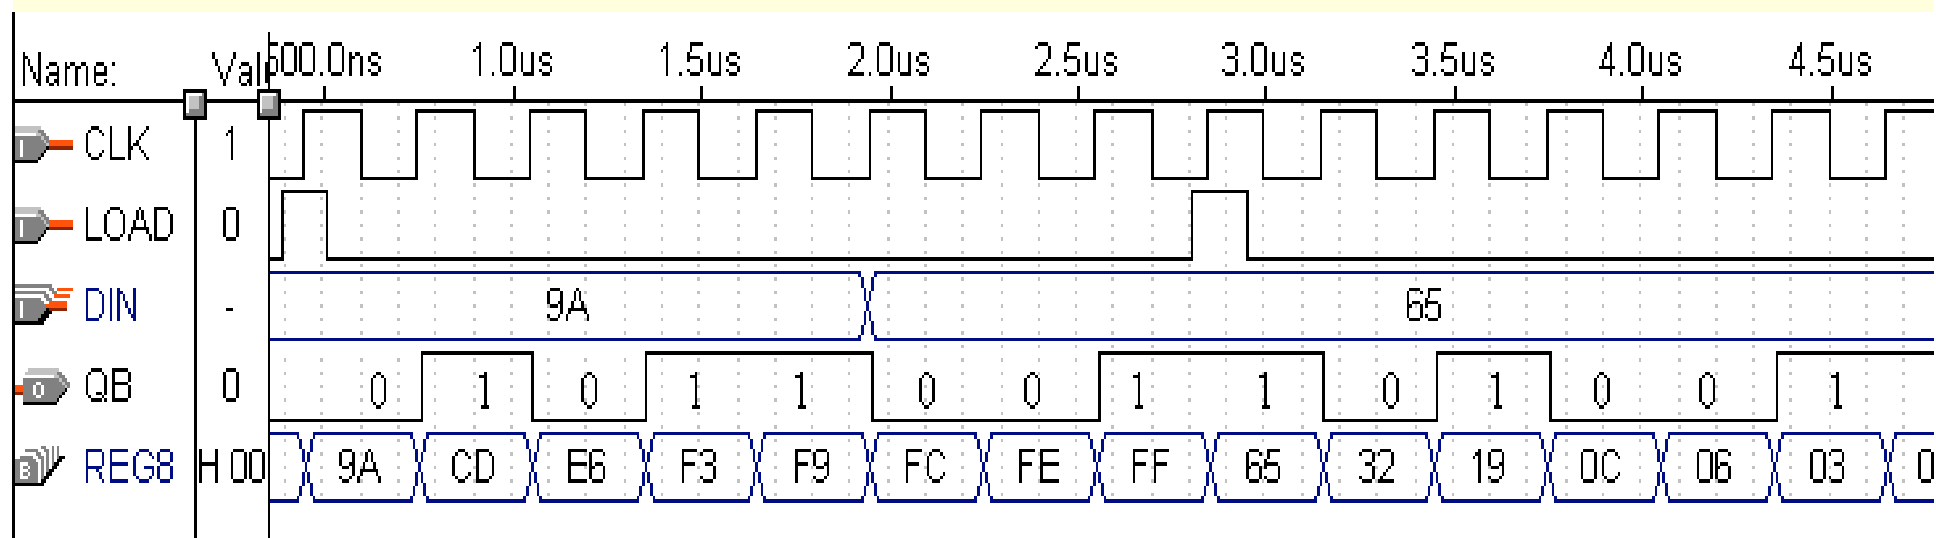 Name: Valu 500.0ns 1.0us 1.5us 2.0us 2.5us 3.0us 3.5us 4.0us 4.5us
CLK 1
LOAD 0
DIN - 9A 65
QB 0 0 1 0 1 1 0 0 1 1 0 1 0 0 1
REG8 H 00 9A CD E6 F3 F9 FC FE FF 65 32 19 0C 06 03 0